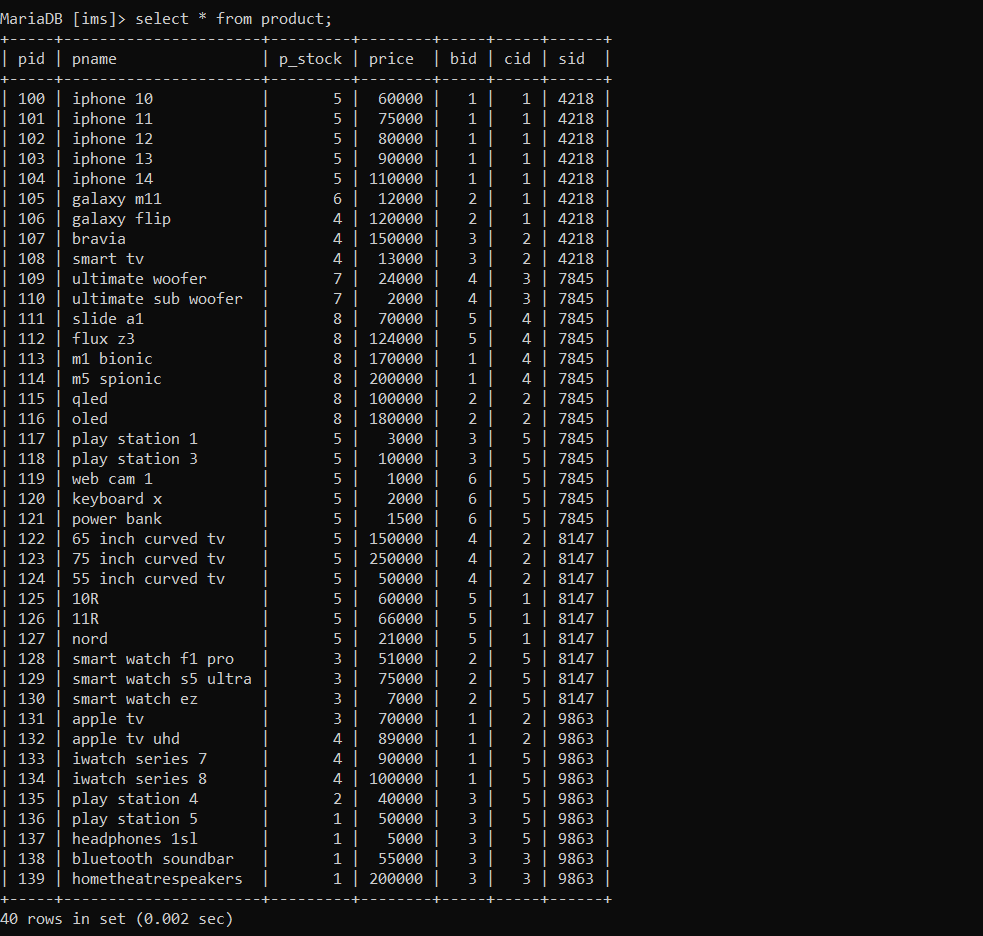 MariaDB [ims]> select * from product;
+-----+----------------------+---------+--------+-----+-----+------+
| pid | pname                | p_stock | price  | bid | cid | sid  |
+-----+----------------------+---------+--------+-----+-----+------+
| 100 | iphone 10            |       5 |  60000 |   1 |   1 | 4218 |
| 101 | iphone 11            |       5 |  75000 |   1 |   1 | 4218 |
| 102 | iphone 12            |       5 |  80000 |   1 |   1 | 4218 |
| 103 | iphone 13            |       5 |  90000 |   1 |   1 | 4218 |
| 104 | iphone 14            |       5 | 110000 |   1 |   1 | 4218 |
| 105 | galaxy m11           |       6 |  12000 |   2 |   1 | 4218 |
| 106 | galaxy flip          |       4 | 120000 |   2 |   1 | 4218 |
| 107 | bravia               |       4 | 150000 |   3 |   2 | 4218 |
| 108 | smart tv             |       4 |  13000 |   3 |   2 | 4218 |
| 109 | ultimate woofer      |       7 |  24000 |   4 |   3 | 7845 |
| 110 | ultimate sub woofer  |       7 |   2000 |   4 |   3 | 7845 |
| 111 | slide a1             |       8 |  70000 |   5 |   4 | 7845 |
| 112 | flux z3              |       8 | 124000 |   5 |   4 | 7845 |
| 113 | m1 bionic            |       8 | 170000 |   1 |   4 | 7845 |
| 114 | m5 spionic           |       8 | 200000 |   1 |   4 | 7845 |
| 115 | qled                 |       8 | 100000 |   2 |   2 | 7845 |
| 116 | oled                 |       8 | 180000 |   2 |   2 | 7845 |
| 117 | play station 1       |       5 |   3000 |   3 |   5 | 7845 |
| 118 | play station 3       |       5 |  10000 |   3 |   5 | 7845 |
| 119 | web cam 1            |       5 |   1000 |   6 |   5 | 7845 |
| 120 | keyboard x           |       5 |   2000 |   6 |   5 | 7845 |
| 121 | power bank           |       5 |   1500 |   6 |   5 | 7845 |
| 122 | 65 inch curved tv    |       5 | 150000 |   4 |   2 | 8147 |
| 123 | 75 inch curved tv    |       5 | 250000 |   4 |   2 | 8147 |
| 124 | 55 inch curved tv    |       5 |  50000 |   4 |   2 | 8147 |
| 125 | 10R                  |       5 |  60000 |   5 |   1 | 8147 |
| 126 | 11R                  |       5 |  66000 |   5 |   1 | 8147 |
| 127 | nord                 |       5 |  21000 |   5 |   1 | 8147 |
| 128 | smart watch f1 pro   |       3 |  51000 |   2 |   5 | 8147 |
| 129 | smart watch s5 ultra |       3 |  75000 |   2 |   5 | 8147 |
| 130 | smart watch ez       |       3 |   7000 |   2 |   5 | 8147 |
| 131 | apple tv             |       3 |  70000 |   1 |   2 | 9863 |
| 132 | apple tv uhd         |       4 |  89000 |   1 |   2 | 9863 |
| 133 | iwatch series 7      |       4 |  90000 |   1 |   5 | 9863 |
| 134 | iwatch series 8      |       4 | 100000 |   1 |   5 | 9863 |
| 135 | play station 4       |       2 |  40000 |   3 |   5 | 9863 |
| 136 | play station 5       |       1 |  50000 |   3 |   5 | 9863 |
| 137 | headphones 1sl       |       1 |   5000 |   3 |   5 | 9863 |
| 138 | bluetooth soundbar   |       1 |  55000 |   3 |   3 | 9863 |
| 139 | hometheatrespeakers  |       1 | 200000 |   3 |   3 | 9863 |
+-----+----------------------+---------+--------+-----+-----+------+
40 rows in set (0.002 sec)